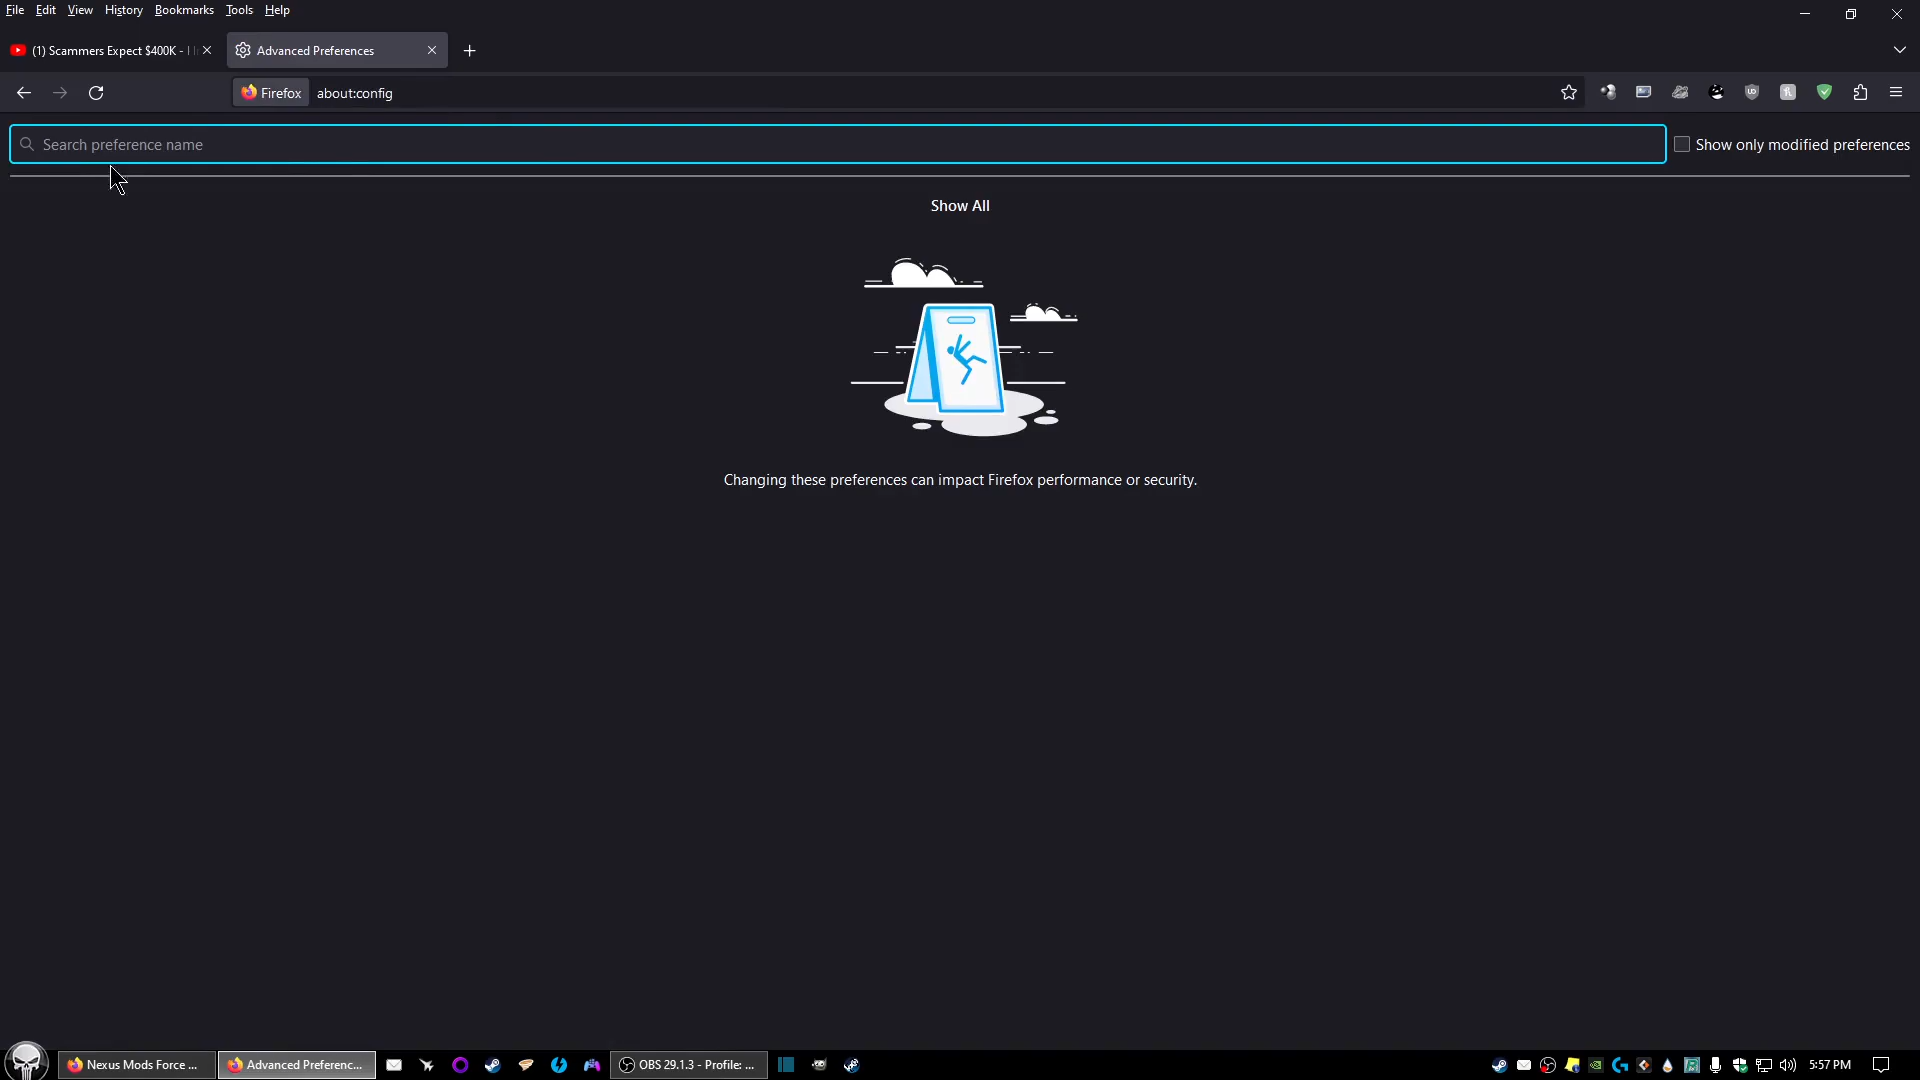 File Edit View History Bookmarks Tools Help
(1) Scammers Expect $400K -
Advanced Preferences
Firefox about:config
Search preference name
Show only modified preferences
Show All
Changing these preferences can impact Firefox performance or security.
Nexus Mods Force ...
Advanced Preferenc...
OBS 29.1.3 - Profile: ...
5:57 PM